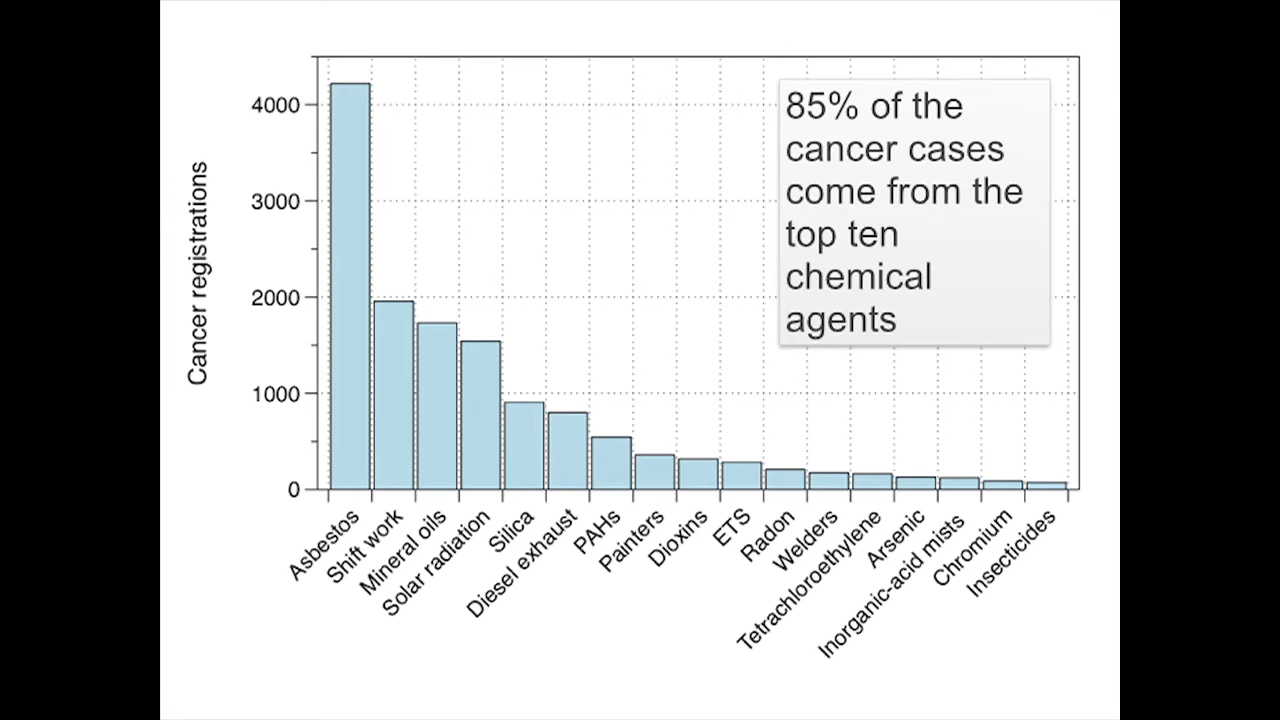 85% of the
cancer cases
come from the
top ten
chemical
agents
Cancer registrations
4000
3000
2000
1000
0
Asbestos
Shift work
Mineral oils
Solar radiation
Silica
Diesel exhaust
PAHs
Painters
Dioxins
ETS
Radon
Welders
Tetrachloroethylene
Arsenic
Inorganic-acid mists
Chromium
Insecticides